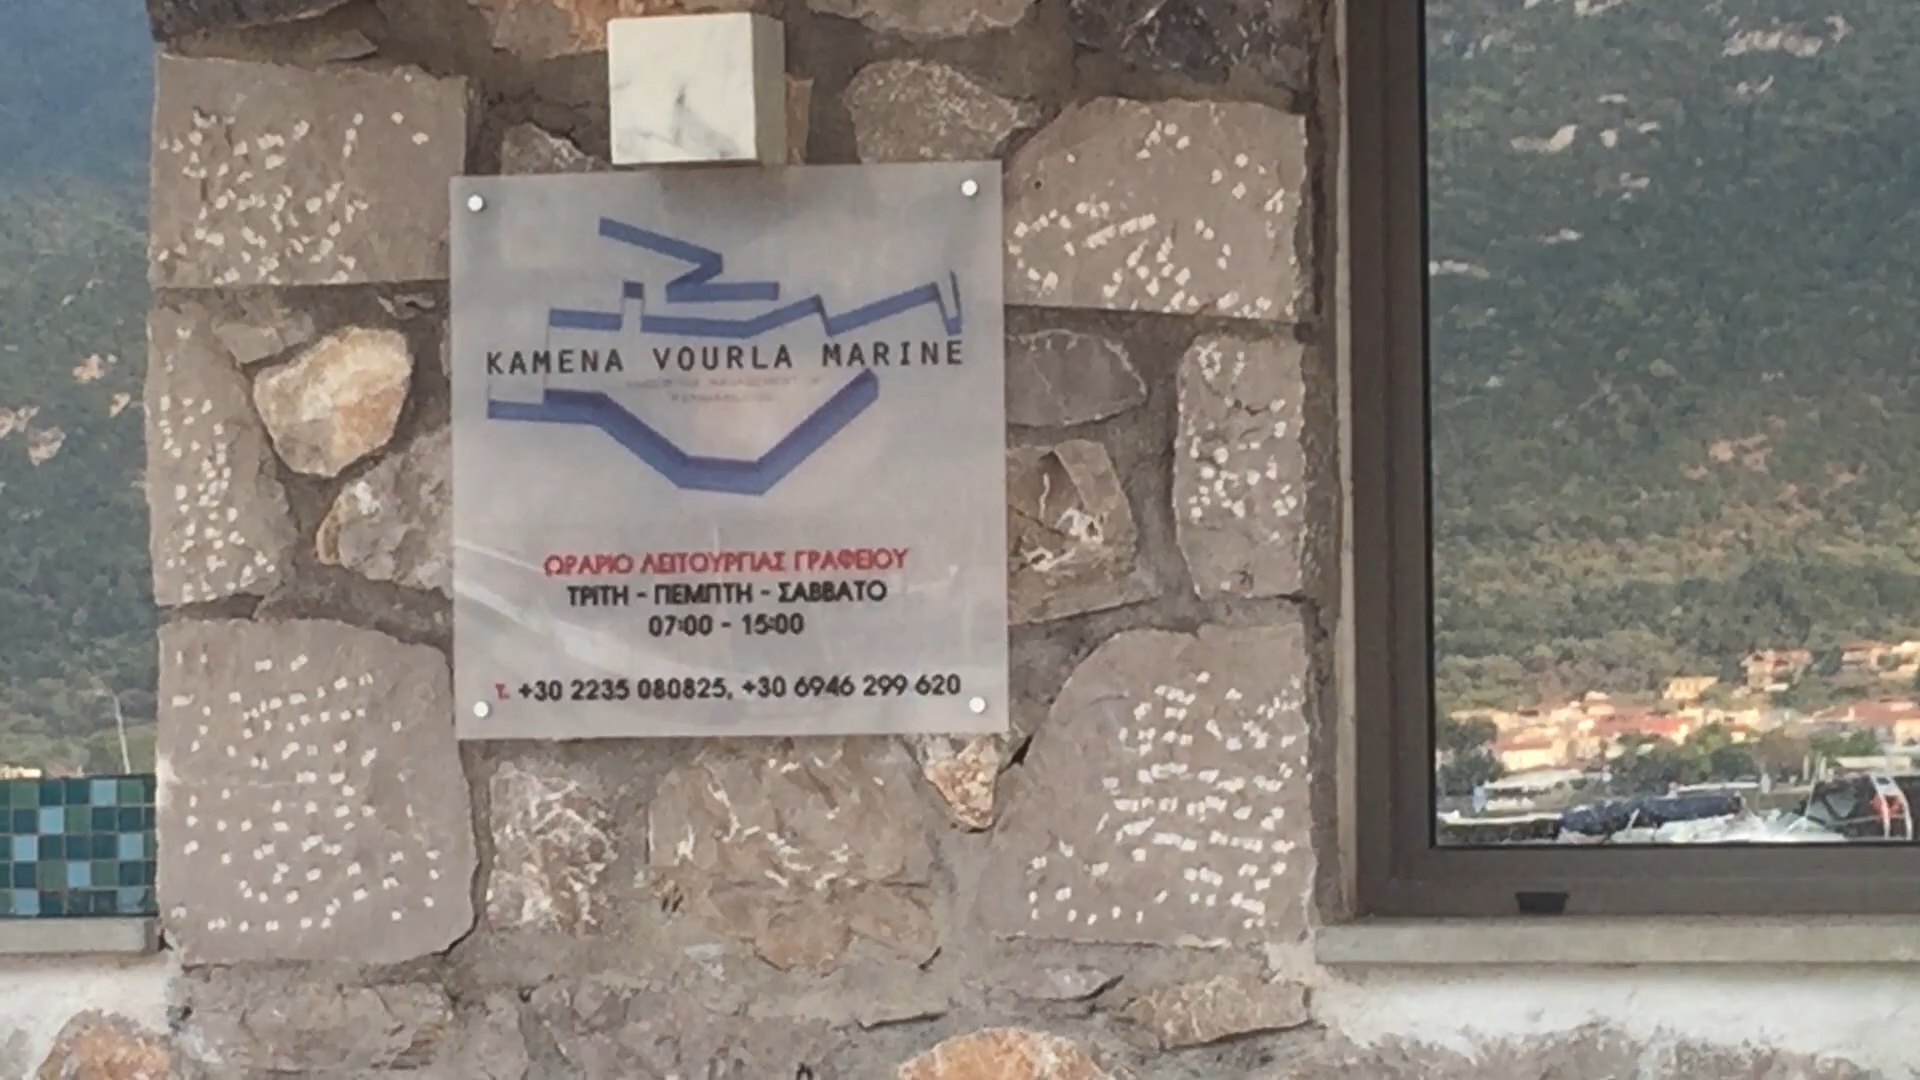 KAMENA VOURLA MARINE
ΩΡΑΡΙΟ ΛΕΙΤΟΥΡΓΙΑΣ ΓΡΑΦΕΙΟΥ
ΤΡΙΤΗ - ΠΕΜΠΤΗ - ΣΑΒΒΑΤΟ
07:00 - 15:00
T. +30 2235 080825, +30 6946 299 620